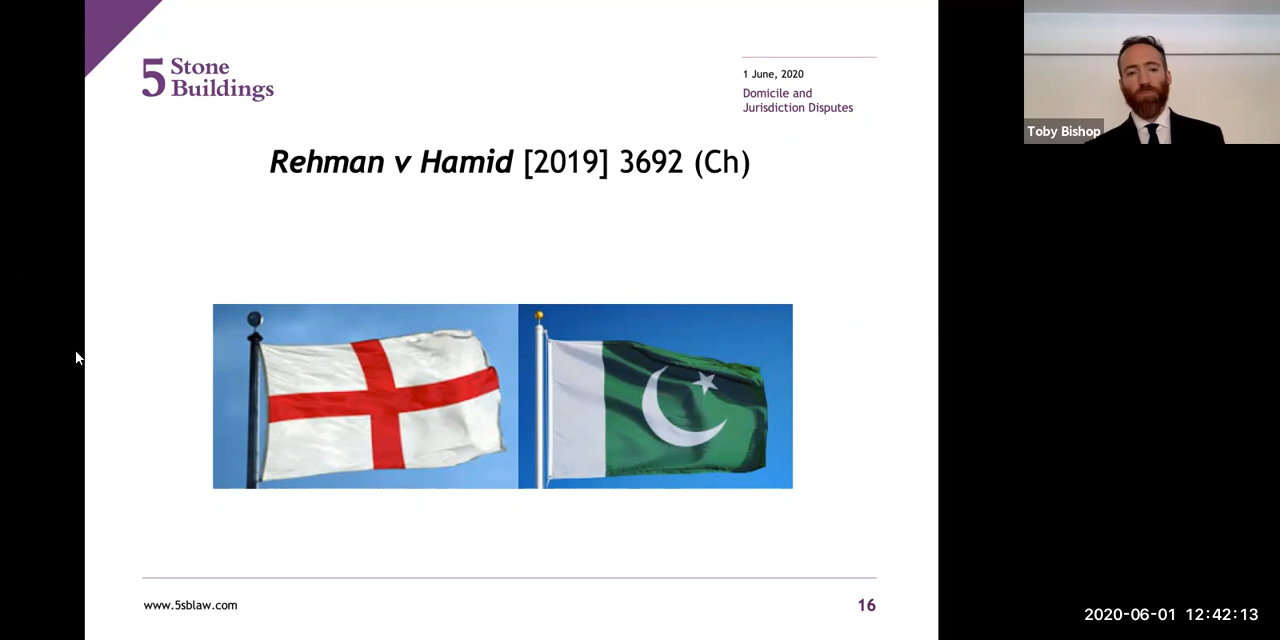 5 Stone
Buildings
1 June, 2020
Domicile and
Jurisdiction Disputes
Rehman v Hamid [2019] 3692 (Ch)
Toby Bishop
www.5sblaw.com
16
2020-06-01 12:42:13